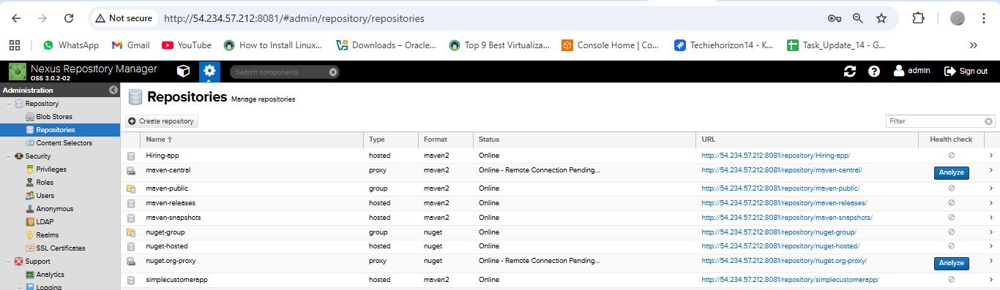 Not secure http://54.234.57.212:8081/#admin/repository/repositories
WhatsApp Gmail YouTube How to Install Linux... Downloads – Oracle... Top 9 Best Virtualiza... Console Home | Co... Techiehorizon14 - K... Task_Update_14 - G...
Nexus Repository Manager
OSS 3.0.2-02
Search components
admin Sign out
Administration
Repository
Blob Stores
Repositories
Content Selectors
Security
Privileges
Roles
Users
Anonymous
LDAP
Realms
SSL Certificates
Support
Analytics
Logging
Repositories Manage repositories
Create repository Filter
Name Type Format Status URL Health check
Hiring-app hosted maven2 Online http://54.234.57.212:8081/repository/Hiring-app/
maven-central proxy maven2 Online - Remote Connection Pending... http://54.234.57.212:8081/repository/maven-central/ Analyze
maven-public group maven2 Online http://54.234.57.212:8081/repository/maven-public/
maven-releases hosted maven2 Online http://54.234.57.212:8081/repository/maven-releases/
maven-snapshots hosted maven2 Online http://54.234.57.212:8081/repository/maven-snapshots/
nuget-group group nuget Online http://54.234.57.212:8081/repository/nuget-group/
nuget-hosted hosted nuget Online http://54.234.57.212:8081/repository/nuget-hosted/
nuget.org-proxy proxy nuget Online - Remote Connection Pending... http://54.234.57.212:8081/repository/nuget.org-proxy/ Analyze
simplecustomerapp hosted maven2 Online http://54.234.57.212:8081/repository/simplecustomerapp/